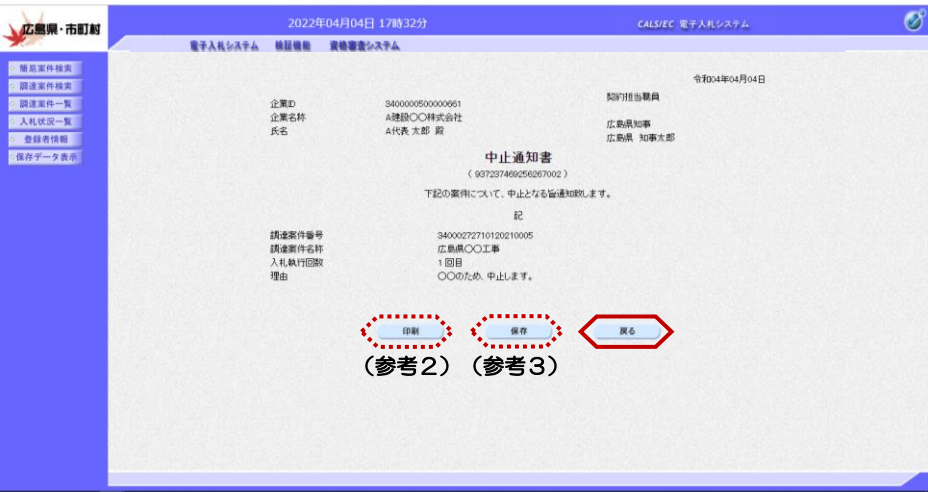 広島県・市町村
2022年04月04日 17時32分
CALS/EC 電子入札システム
電子入札システム 検証機能 資格審査システム
簡易案件検索
調達案件検索
調達案件一覧
入札状況一覧
登録者情報
保存データ表示
令和04年04月04日
企業ID 3400000500000661
企業名称 A建設〇〇株式会社
氏名 A代表 太郎 殿
契約担当職員
広島県知事
広島県 知事太郎
中止通知書
( 937237469256267002 )
下記の案件について、中止となる旨通知致します。
記
調達案件番号 34000272710120210005
調達案件名称 広島県〇〇工事
入札執行回数 1 回目
理由 〇〇のため、中止します。
印刷 保存 戻る
(参考2) (参考3)